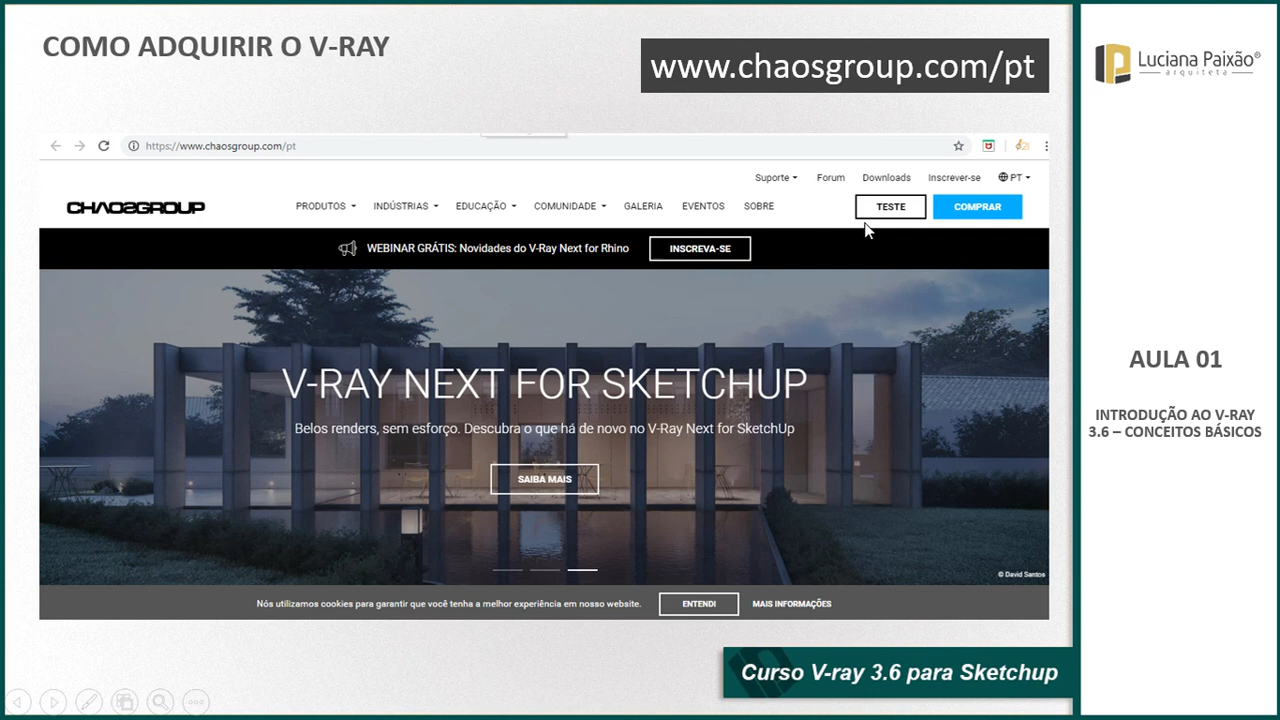 COMO ADQUIRIR O V-RAY
www.chaosgroup.com/pt
Luciana Paixão®
arquiteta
https://www.chaosgroup.com/pt
Suporte Forum Downloads Inscrever-se PT
CHAOSGROUP PRODUTOS INDÚSTRIAS EDUCAÇÃO COMUNIDADE GALERIA EVENTOS SOBRE TESTE COMPRAR
WEBINAR GRÁTIS: Novidades do V-Ray Next for Rhino INSCREVA-SE
V-RAY NEXT FOR SKETCHUP
Belos renders, sem esforço. Descubra o que há de novo no V-Ray Next for SketchUp
SAIBA MAIS
© David Santos
Nós utilizamos cookies para garantir que você tenha a melhor experiência em nosso website. ENTENDI MAIS INFORMAÇÕES
AULA 01
INTRODUÇÃO AO V-RAY
3.6 – CONCEITOS BÁSICOS
Curso V-ray 3.6 para Sketchup